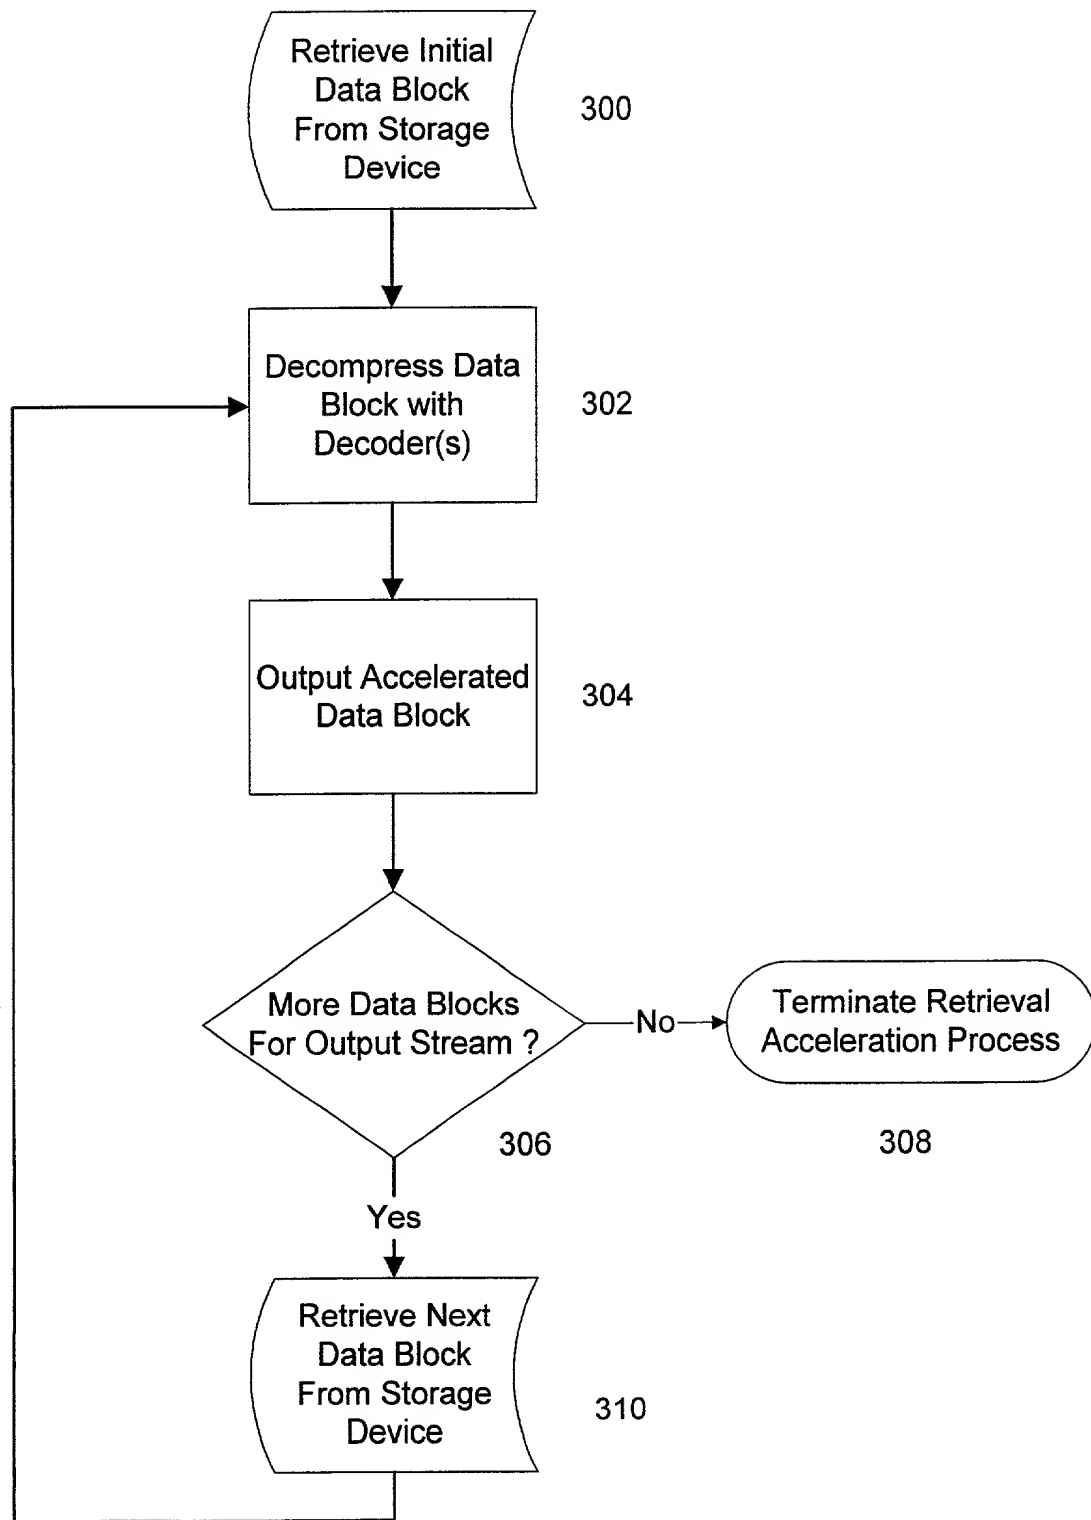 Retrieve Initial
Data Block
From Storage
Device
300
Decompress Data
Block with
Decoder(s)
302
Output Accelerated
Data Block
304
More Data Blocks
For Output Stream ?
306
No
Terminate Retrieval
Acceleration Process
308
Yes
Retrieve Next
Data Block
From Storage
Device
310